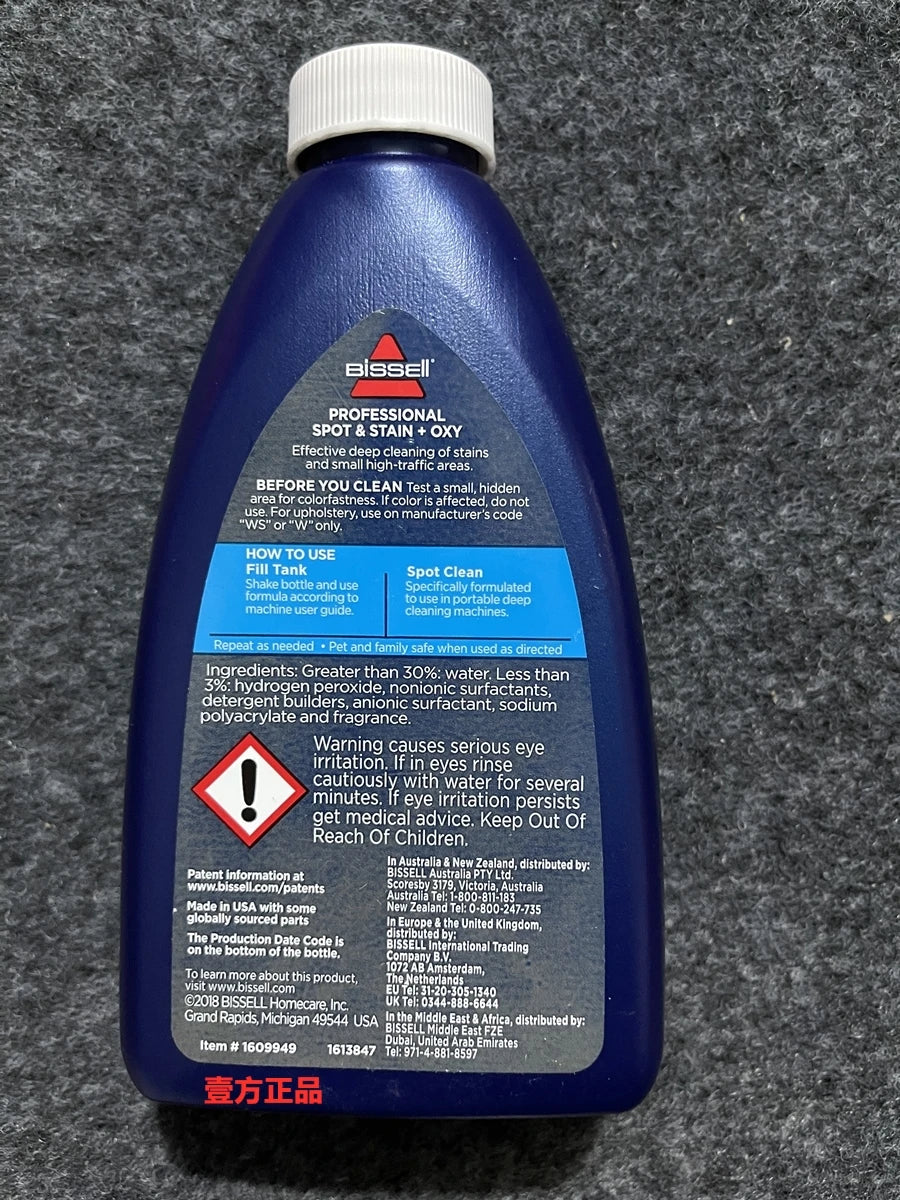 BISSELL®
PROFESSIONAL
SPOT & STAIN + OXY
Effective deep cleaning of stains
and small high-traffic areas.
BEFORE YOU CLEAN Test a small, hidden
area for colorfastness. If color is affected, do not
use. For upholstery, use on manufacturer's code
"WS" or "W" only.
HOW TO USE
Fill Tank
Shake bottle and use
formula according to
machine user guide.
Spot Clean
Specifically formulated
to use in portable deep
cleaning machines.
Repeat as needed • Pet and family safe when used as directed
Ingredients: Greater than 30%: water. Less than
3%: hydrogen peroxide, nonionic surfactants,
detergent builders, anionic surfactant, sodium
polyacrylate and fragrance.
Warning causes serious eye
irritation. If in eyes rinse
cautiously with water for several
minutes. If eye irritation persists
get medical advice. Keep Out Of
Reach Of Children.
Patent information at
www.bissell.com/patents
Made in USA with some
globally sourced parts
The Production Date Code is
on the bottom of the bottle.
To learn more about this product,
visit www.bissell.com
©2018 BISSELL Homecare, Inc.
Grand Rapids, Michigan 49544 USA
Item # 1609949 1613847
In Australia & New Zealand, distributed by:
BISSELL Australia PTY Ltd.
Scoresby 3179, Victoria, Australia
Australia Tel: 1-800-811-183
New Zealand Tel: 0-800-247-735
In Europe & the United Kingdom,
distributed by:
BISSELL International Trading
Company B.V.
1072 AB Amsterdam,
The Netherlands
EU Tel: 31-20-305-1340
UK Tel: 0344-888-6644
In the Middle East & Africa, distributed by:
BISSELL Middle East FZE
Dubai, United Arab Emirates
Tel: 971-4-881-8597
壹方正品